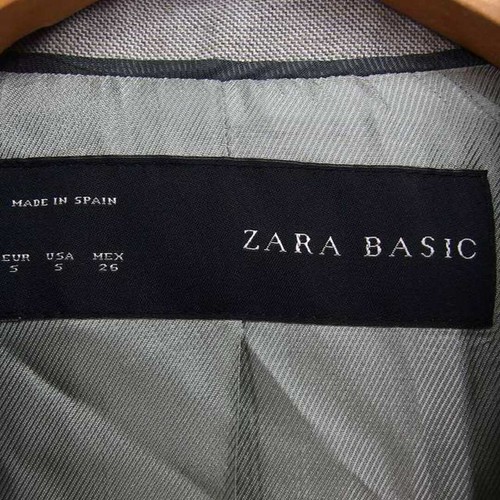 MADE IN SPAIN
ZARA BASIC
EUR USA MEX
S S 26